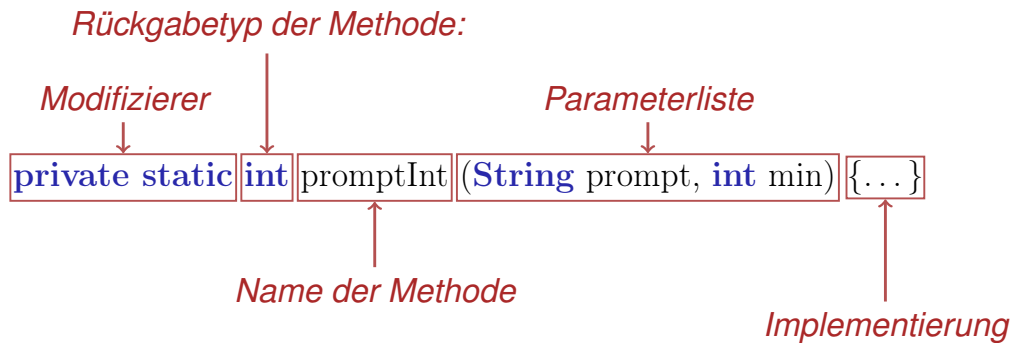 Rückgabetyp der Methode:
Modifizierer
Parameterliste
private static int promptInt (String prompt, int min) {...}
Name der Methode
Implementierung